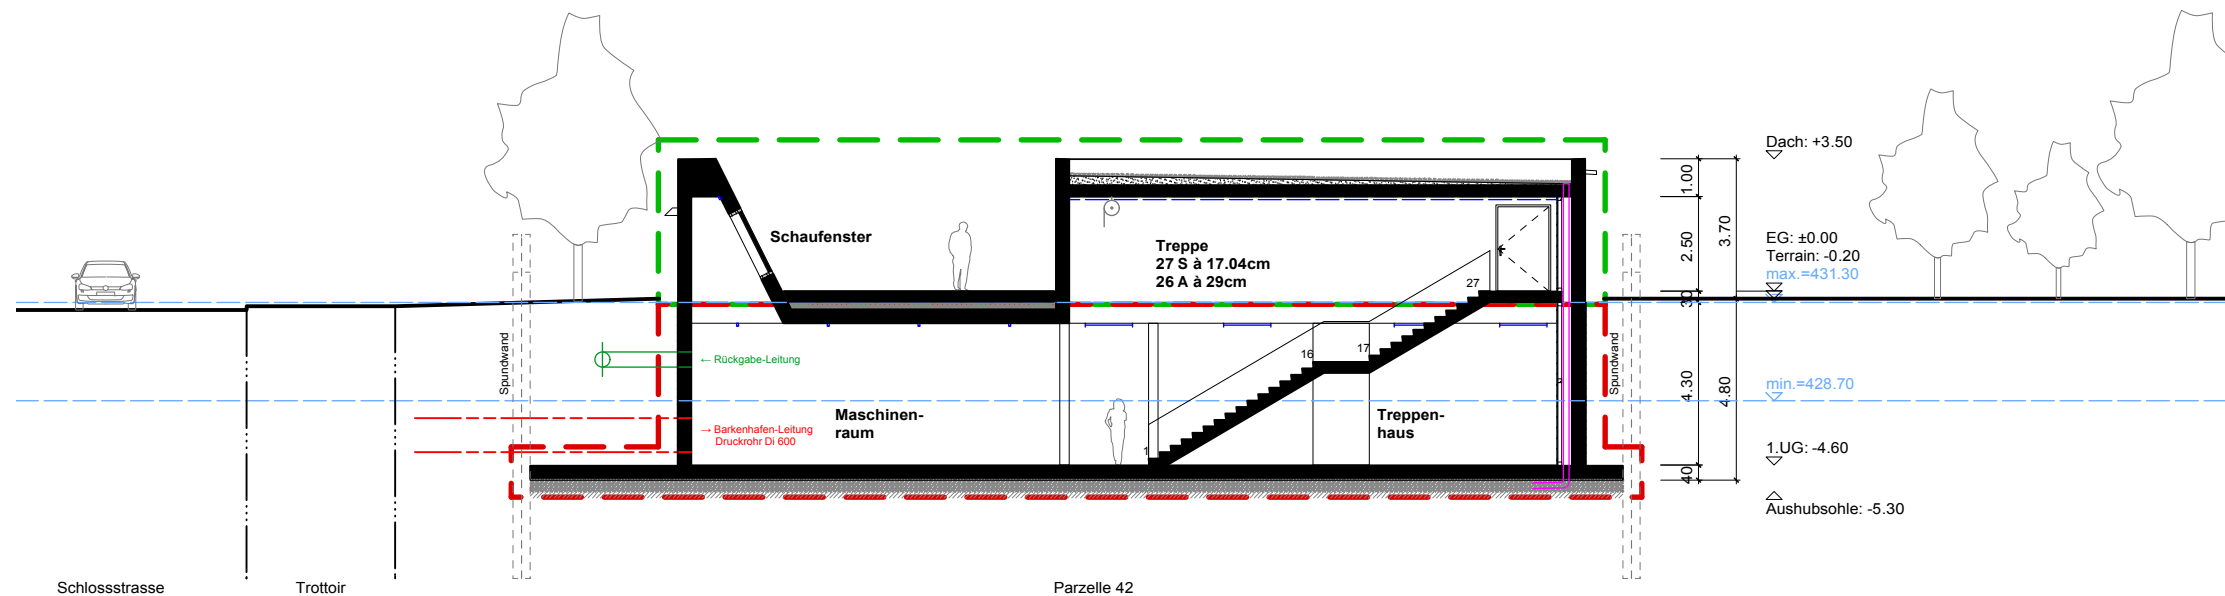 Dach: +3.50
1.00
2.50
3.70
Schaufenster
Treppe
27 S à 17.04cm
26 A à 29cm
EG: ±0.00
Terrain: -0.20
max.=431.30
27
30
Spundwand
← Rückgabe-Leitung
16
17
Spundwand
4.30
4.80
min.=428.70
Maschinen-
raum
Treppen-
haus
→ Barkenhafen-Leitung
Druckrohr Di 600
1
1.UG: -4.60
40
Aushubsohle: -5.30
Schlossstrasse
Trottoir
Parzelle 42